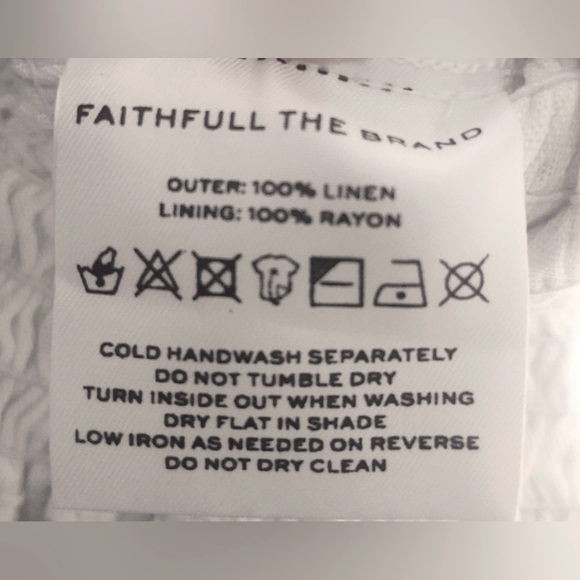 FAITHFULL THE BRAND
OUTER: 100% LINEN
LINING: 100% RAYON
COLD HANDWASH SEPARATELY
DO NOT TUMBLE DRY
TURN INSIDE OUT WHEN WASHING
DRY FLAT IN SHADE
LOW IRON AS NEEDED ON REVERSE
DO NOT DRY CLEAN